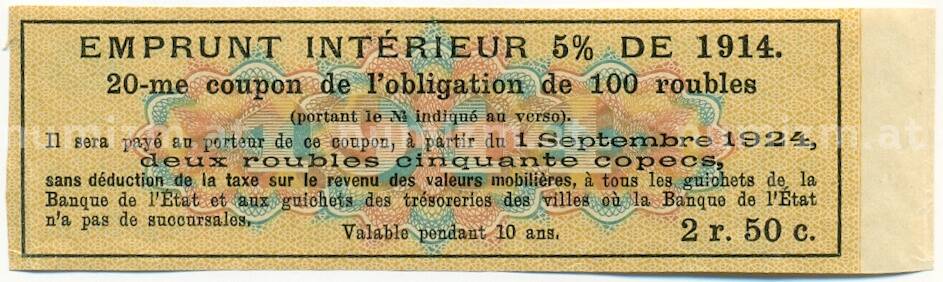 EMPRUNT INTÉRIEUR 5% DE 1914.
20-me coupon de l'obligation de 100 roubles
(portant le № indiqué au verso).
Il sera payé au porteur de ce coupon, à partir du 1 Septembre 1924,
deux roubles cinquante copecs,
sans déduction de la taxe sur le revenu des valeurs mobilières, à tous les guichets de la
Banque de l'État et aux guichets des trésoreries des villes où la Banque de l'État
n'a pas de succursales.
Valable pendant 10 ans.
2 r. 50 c.